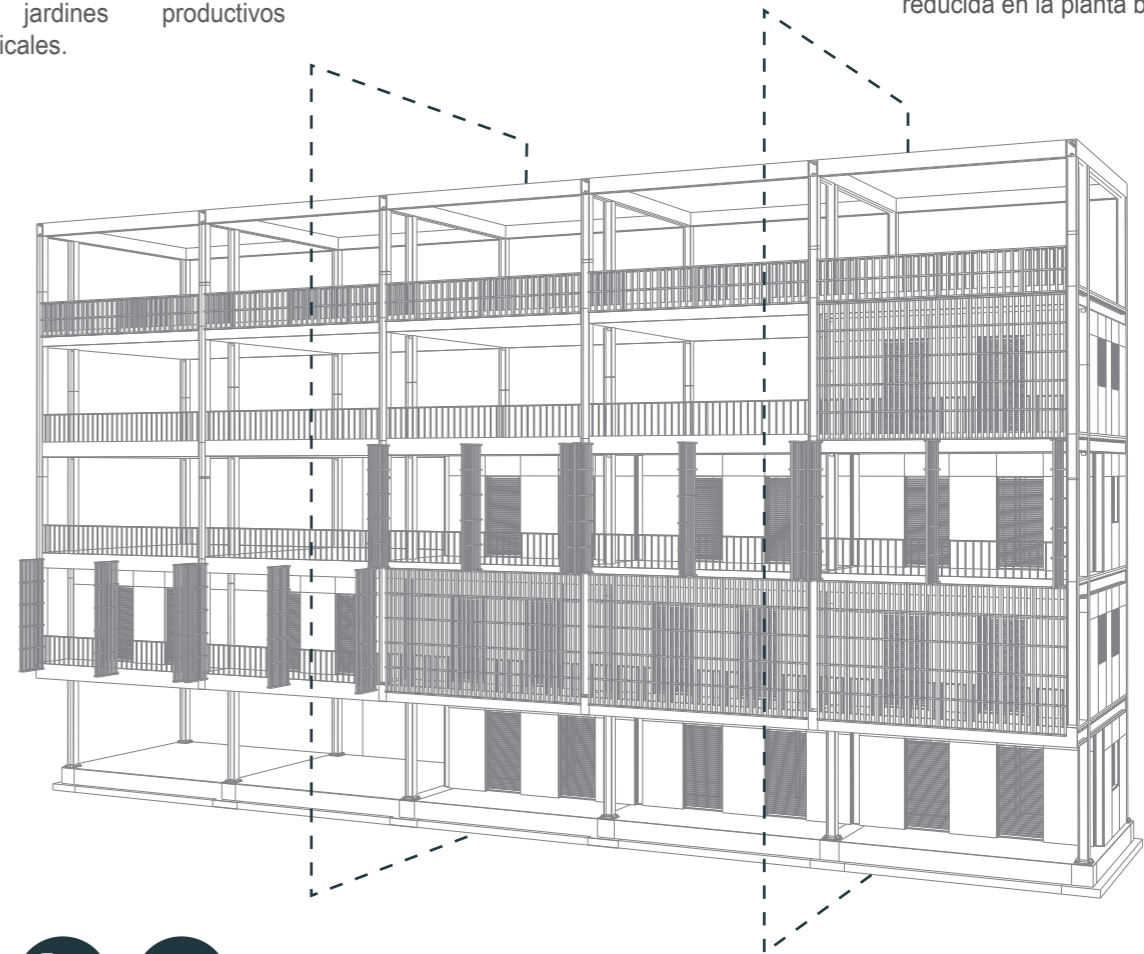 jardines productivos
icales.
reducida en la planta b